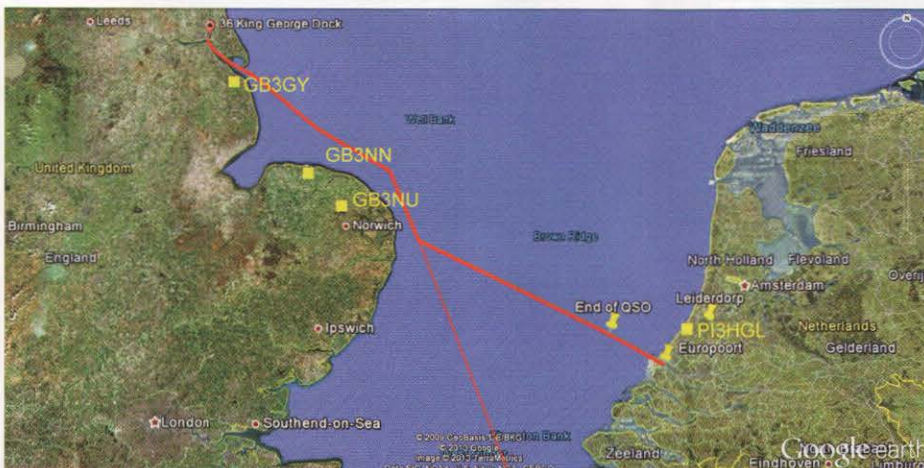 N
Leeds
36 King George Dock
GB3GY
Well Bank
Waddenzee
Friesland
GB3NN
United Kingdom
GB3NU
Norwich
Birmingham
Brown Ridge
England
North Holland
Flevoland
Amsterdam
End of QSO
Leiderdorp
Ipswich
PI3HGL
Netherlands
Europoort
Gelderland
London
Southend-on-Sea
Bank
Zeeland
Google earth
Eindhoven